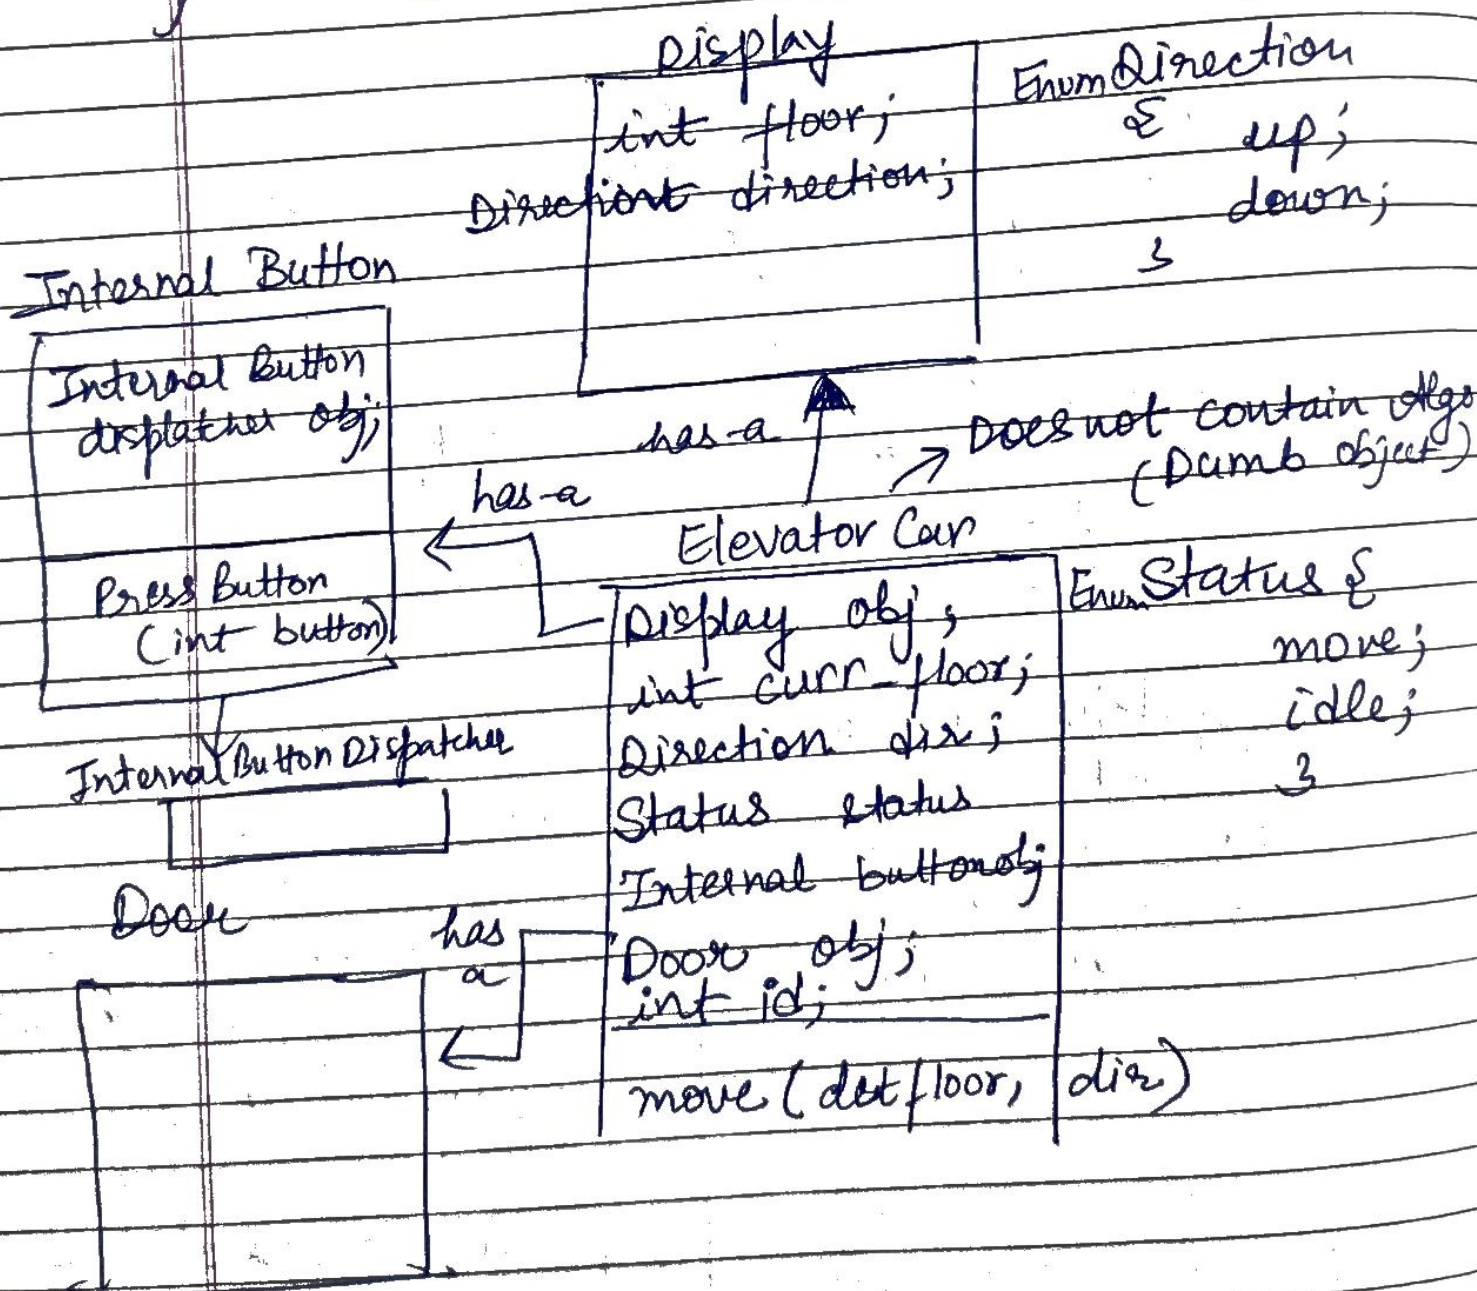 Display
int floor;
Direction direction;
Enum Direction
{
up;
down;
}
Internal Button
Internal Button
dispatcher obj;
Press Button
(int button)
has-a
has-a
Does not contain Algo
(Dumb object)
Elevator Car
Display obj;
int curr_floor;
Direction dir;
Status status
Internal button obj
Door obj;
int id;
move (dstfloor, dir)
Enum Status {
move;
idle;
}
Internal Button Dispatcher
Door
has
a